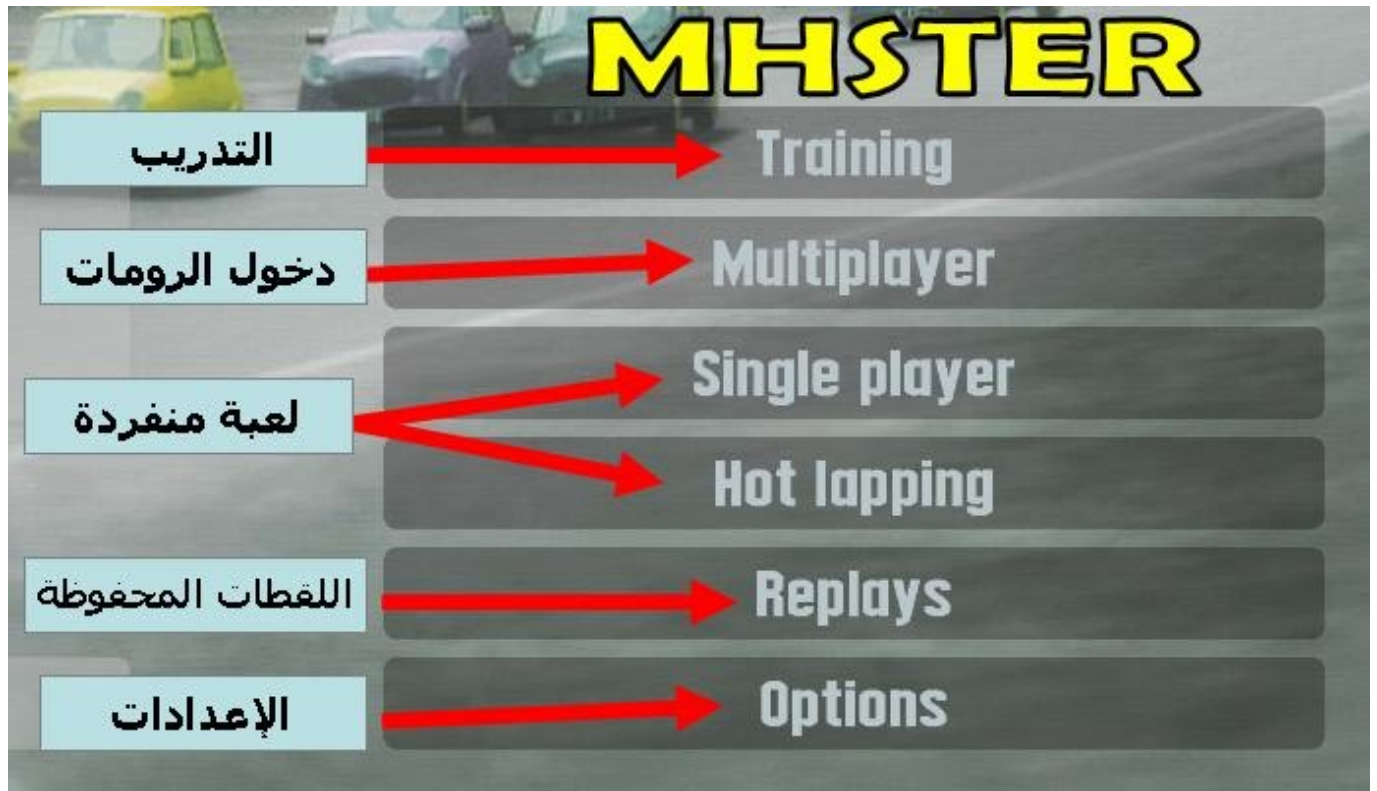 MHSTER
التدريب
Training
دخول الرومات
Multiplayer
Single player
لعبة منفردة
Hot lapping
اللقطات المحفوظة
Replays
الإعدادات
Options